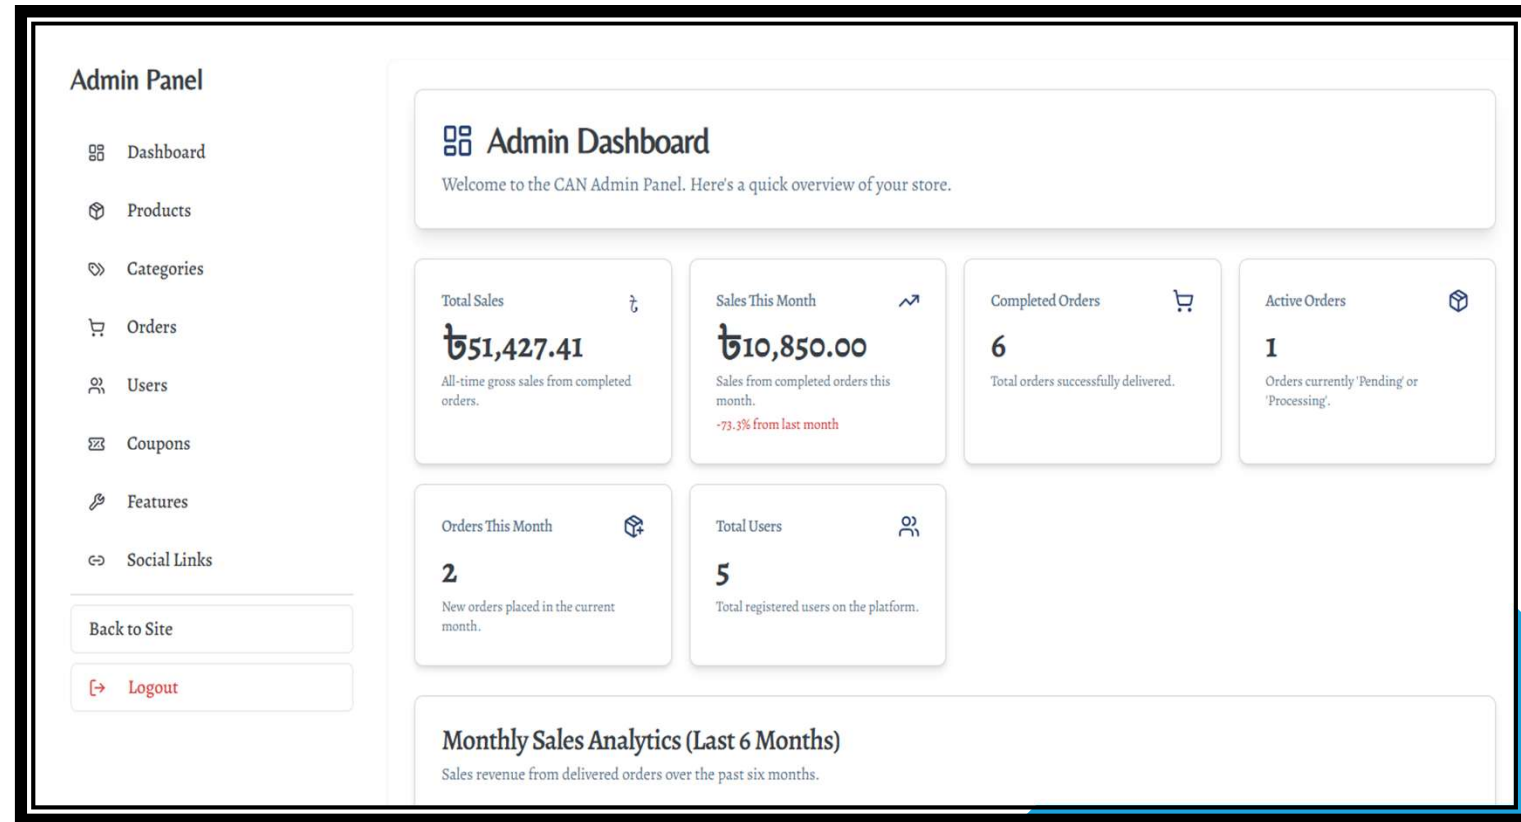 Admin Panel
Dashboard
Products
Categories
Orders
Users
Coupons
Features
Social Links
Back to Site
Logout
Admin Dashboard
Welcome to the CAN Admin Panel. Here's a quick overview of your store.
Total Sales
৳
৳51,427.41
All-time gross sales from completed
orders.
Sales This Month
৳10,850.00
Sales from completed orders this
month.
-73.3% from last month
Completed Orders
6
Total orders successfully delivered.
Active Orders
1
Orders currently 'Pending' or
'Processing'.
Orders This Month
2
New orders placed in the current
month.
Total Users
5
Total registered users on the platform.
Monthly Sales Analytics (Last 6 Months)
Sales revenue from delivered orders over the past six months.